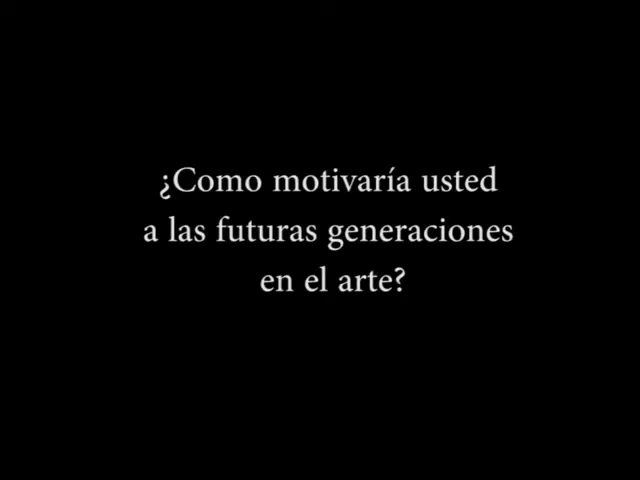 ¿Como motivaría usted
a las futuras generaciones
en el arte?